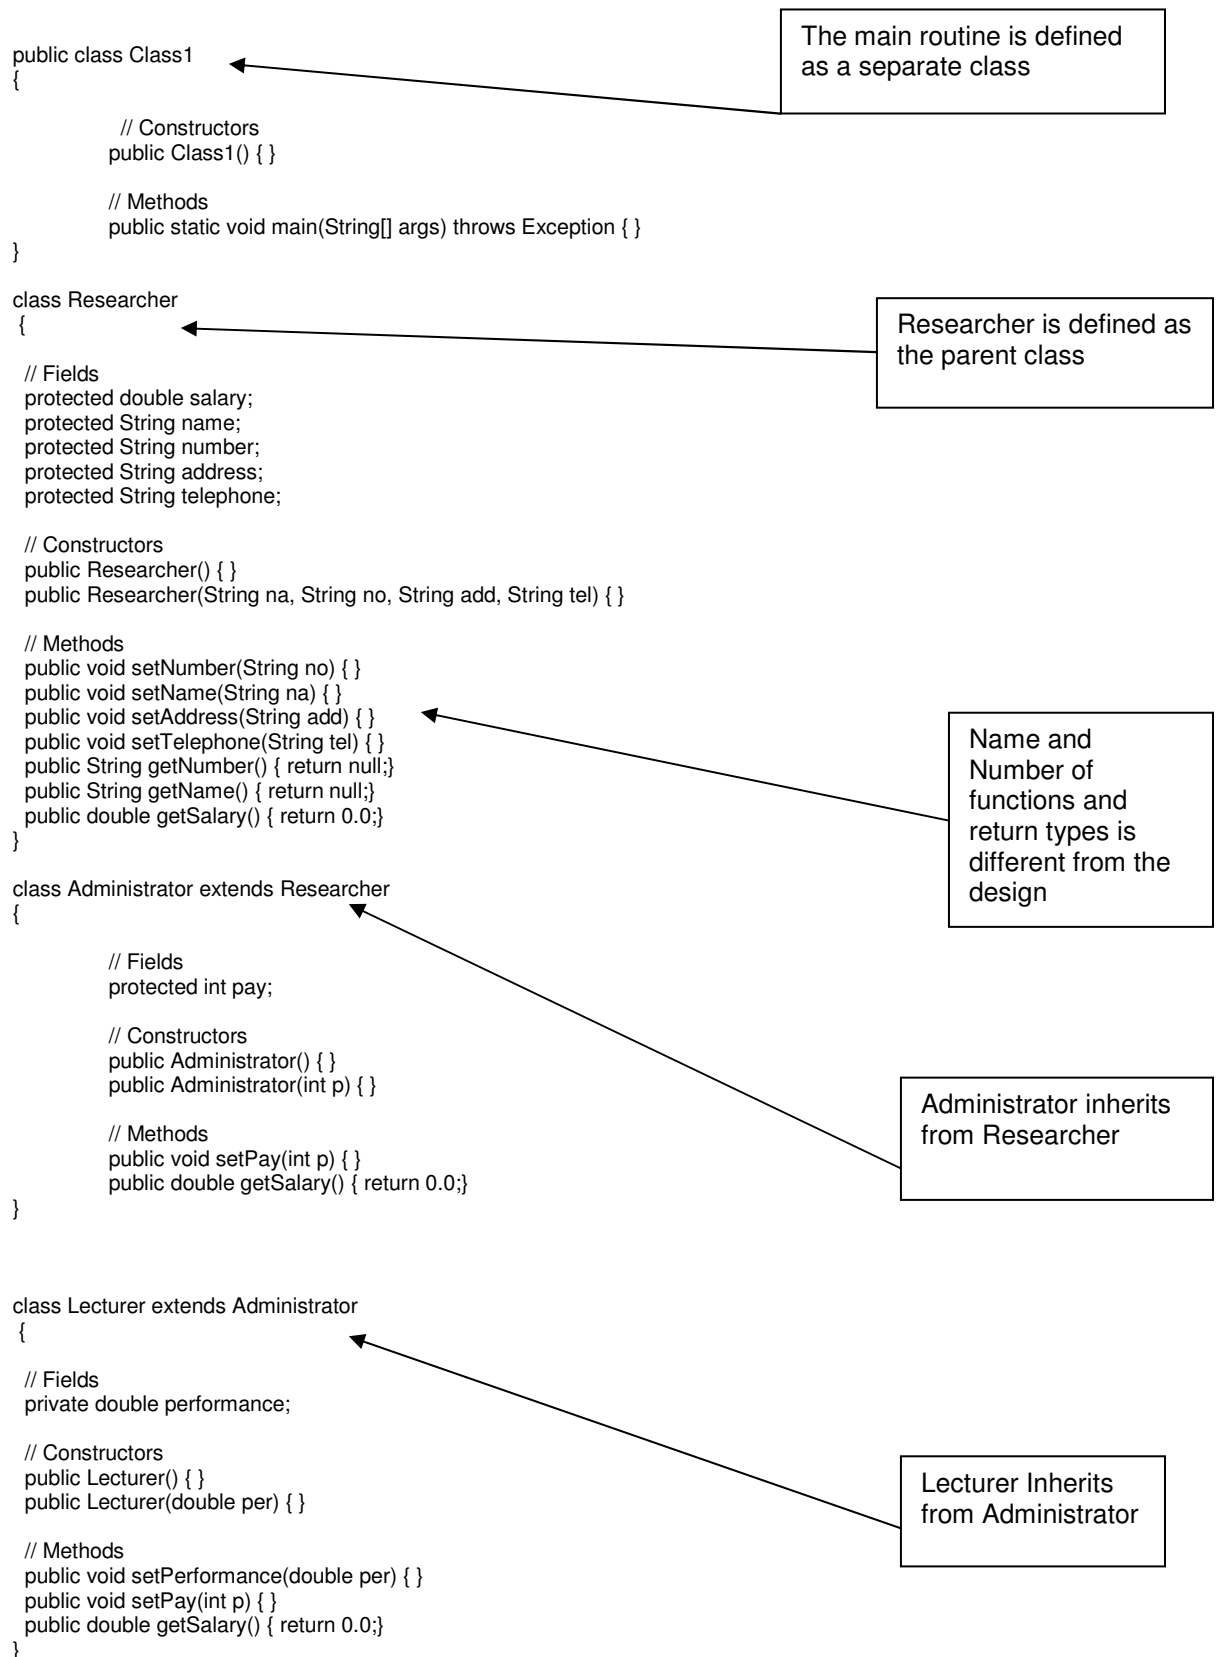 The main routine is defined
as a separate class
public class Class1
{
// Constructors
public Class1() { }
// Methods
public static void main(String[] args) throws Exception { }
}
class Researcher
{
Researcher is defined as
the parent class
// Fields
protected double salary;
protected String name;
protected String number;
protected String address;
protected String telephone;
// Constructors
public Researcher() { }
public Researcher(String na, String no, String add, String tel) { }
// Methods
public void setNumber(String no) { }
public void setName(String na) { }
public void setAddress(String add) { }
public void setTelephone(String tel) { }
public String getNumber() { return null;}
public String getName() { return null;}
public double getSalary() { return 0.0;}
}
Name and
Number of
functions and
return types is
different from the
design
class Administrator extends Researcher
{
// Fields
protected int pay;
// Constructors
public Administrator() { }
public Administrator(int p) { }
// Methods
public void setPay(int p) { }
public double getSalary() { return 0.0;}
}
Administrator inherits
from Researcher
class Lecturer extends Administrator
{
// Fields
private double performance;
// Constructors
public Lecturer() { }
public Lecturer(double per) { }
// Methods
public void setPerformance(double per) { }
public void setPay(int p) { }
public double getSalary() { return 0.0;}
}
Lecturer Inherits
from Administrator